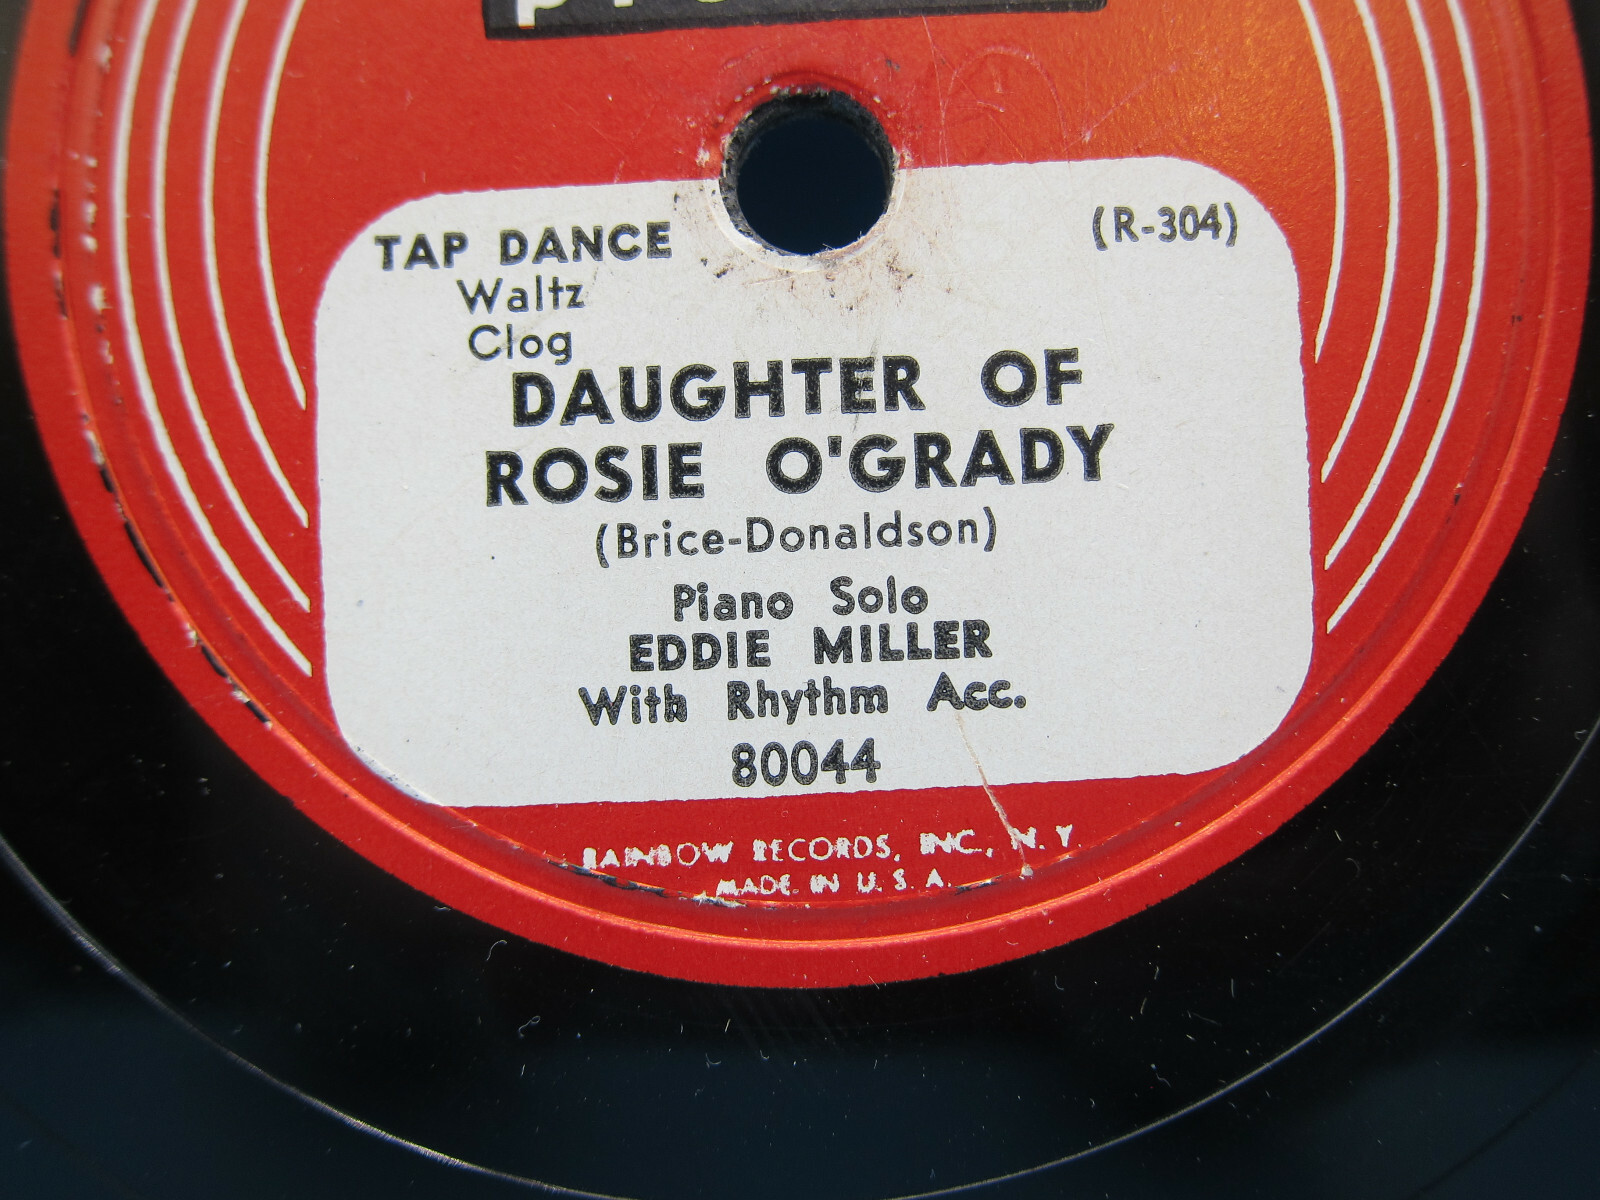 TAP DANCE
(R-304)
Waltz
Clog
DAUGHTER OF
ROSIE O'GRADY
(Brice-Donaldson)
Piano Solo
EDDIE MILLER
With Rhythm Acc.
80044
RAINBOW RECORDS, INC., N. Y.
MADE IN U. S. A.